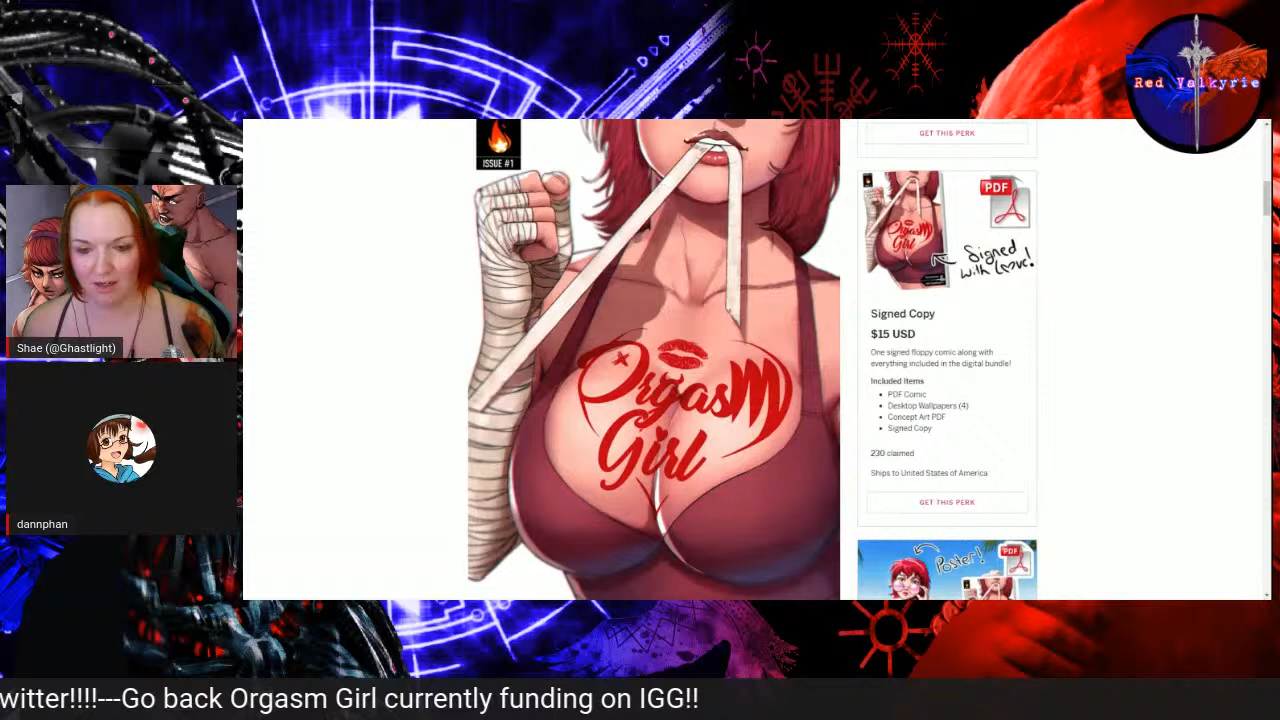 Red Valkyrie
ISSUE #1
Orgasm
Girl
GET THIS PERK
PDF
Orgasm
Girl
Signed
with Love!
Signed Copy
$15 USD
One signed floppy comic along with
everything included in the digital bundle!
Included Items
PDF Comic
Desktop Wallpapers (4)
Concept Art PDF
Signed Copy
230 claimed
Ships to United States of America
GET THIS PERK
Poster!
PDF
Shae (@Ghastlight)
dannphan
witter!!!!---Go back Orgasm Girl currently funding on IGG!!